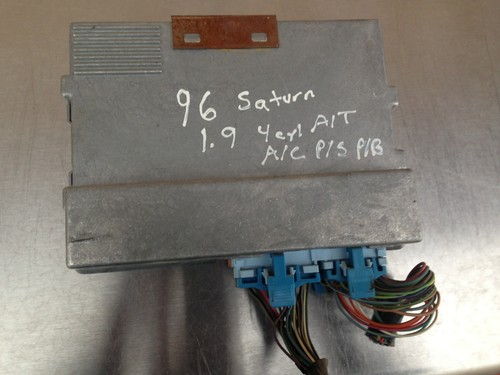 96 Saturn
1.9 4cyl A/T
A/C P/S P/B